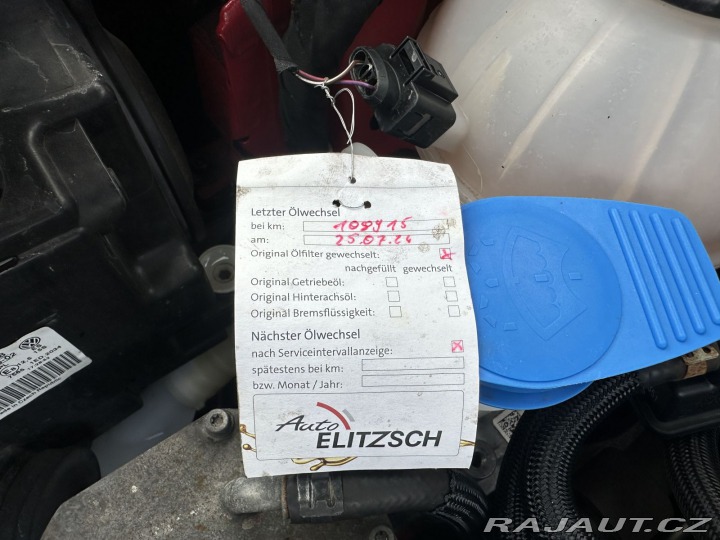 Letzter Ölwechsel
bei km: 108915
am: 25.07.24
Original Ölfilter gewechselt:
nachgefüllt gewechselt
Original Getriebeöl:
Original Hinterachsöl:
Original Bremsflüssigkeit:
Nächster Ölwechsel
nach Serviceintervallanzeige:
spätestens bei km:
bzw. Monat / Jahr:
Auto
ELITZSCH
RAJAUT.CZ